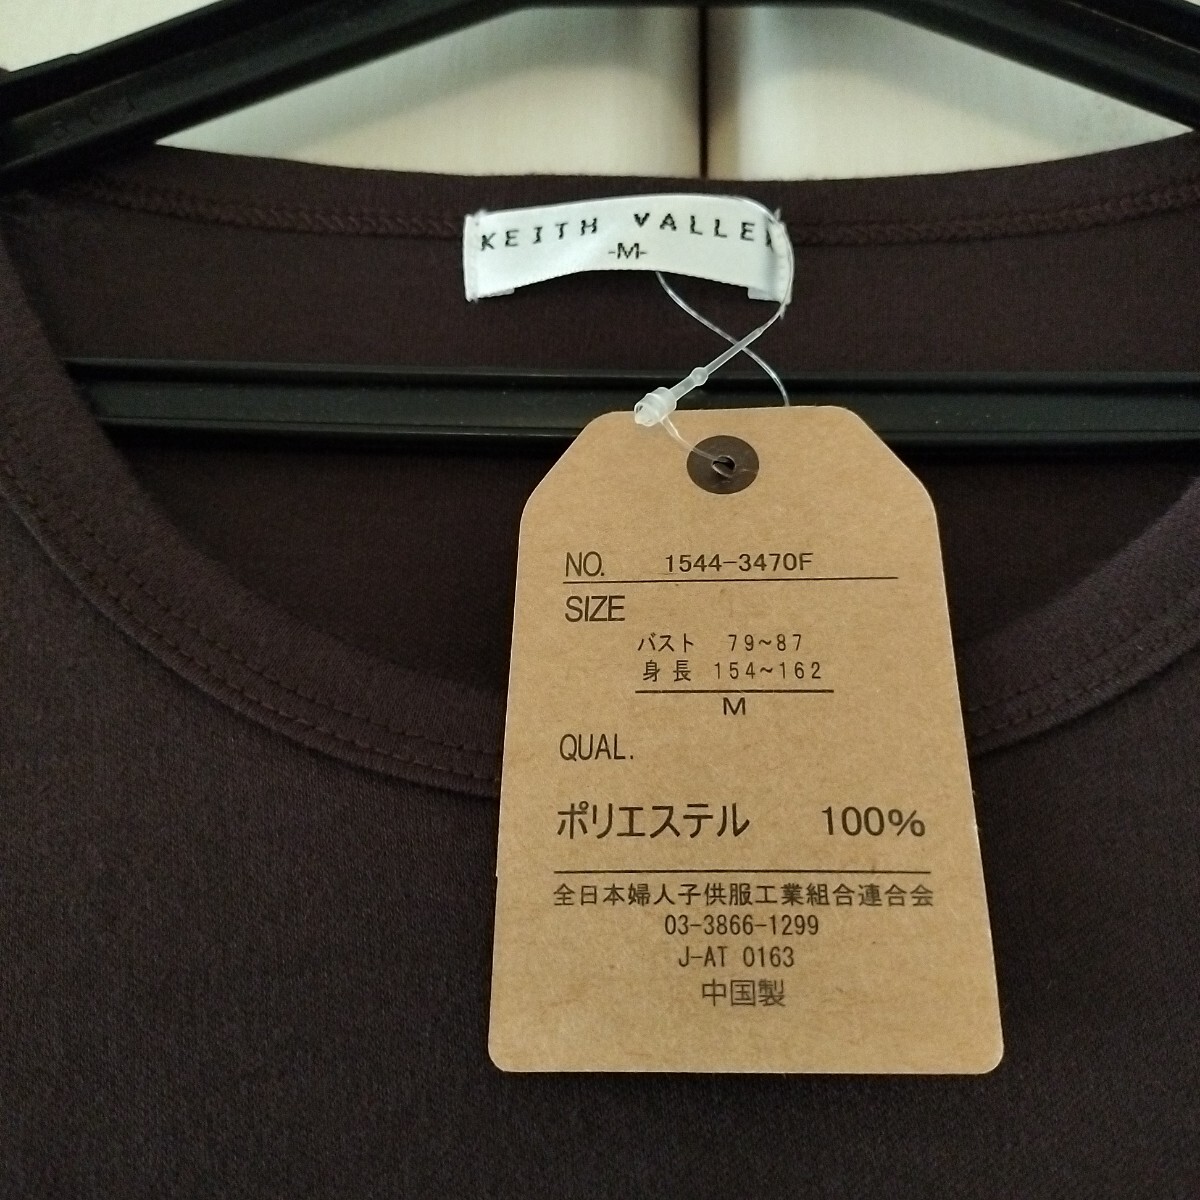 KEITH VALLEY
-M-
NO. 1544-3470F
SIZE
バスト 79~87
身長 154~162
M
QUAL.
ポリエステル 100%
全日本婦人子供服工業組合連合会
03-3866-1299
J-AT 0163
中国製